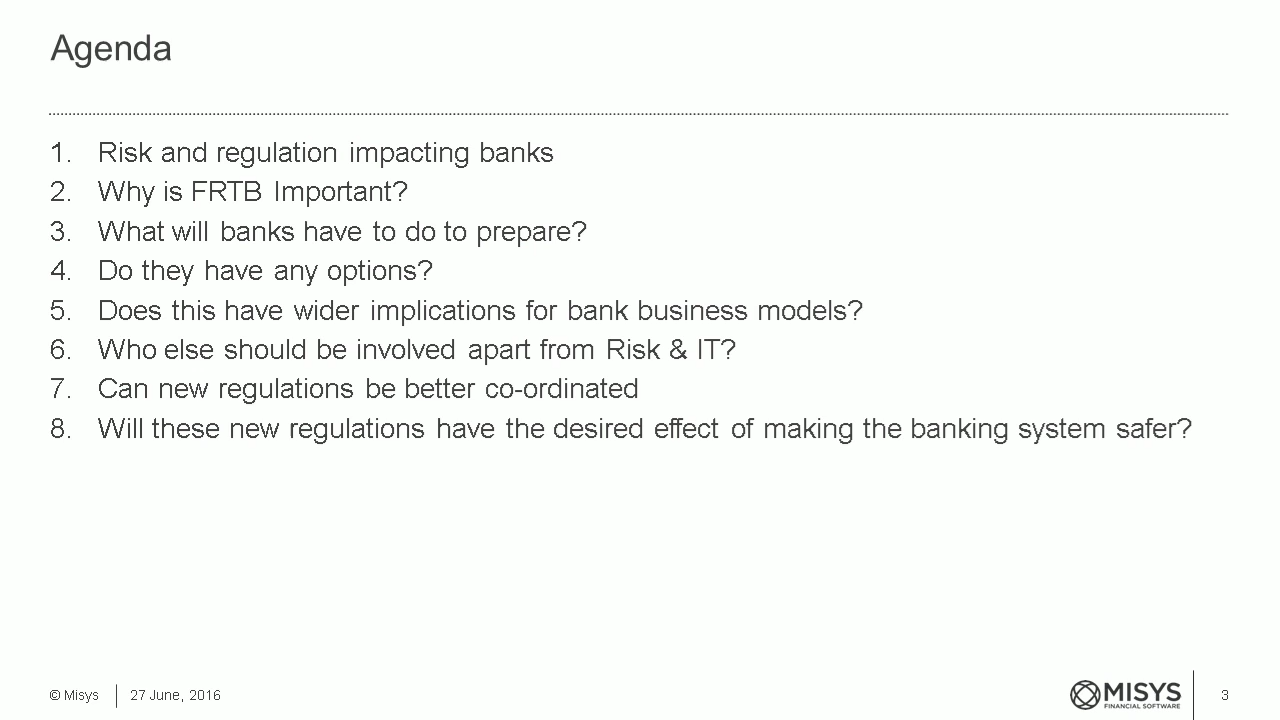 Agenda
1. Risk and regulation impacting banks
2. Why is FRTB Important?
3. What will banks have to do to prepare?
4. Do they have any options?
5. Does this have wider implications for bank business models?
6. Who else should be involved apart from Risk & IT?
7. Can new regulations be better co-ordinated
8. Will these new regulations have the desired effect of making the banking system safer?
© Misys 27 June, 2016
MISYS
FINANCIAL SOFTWARE
3